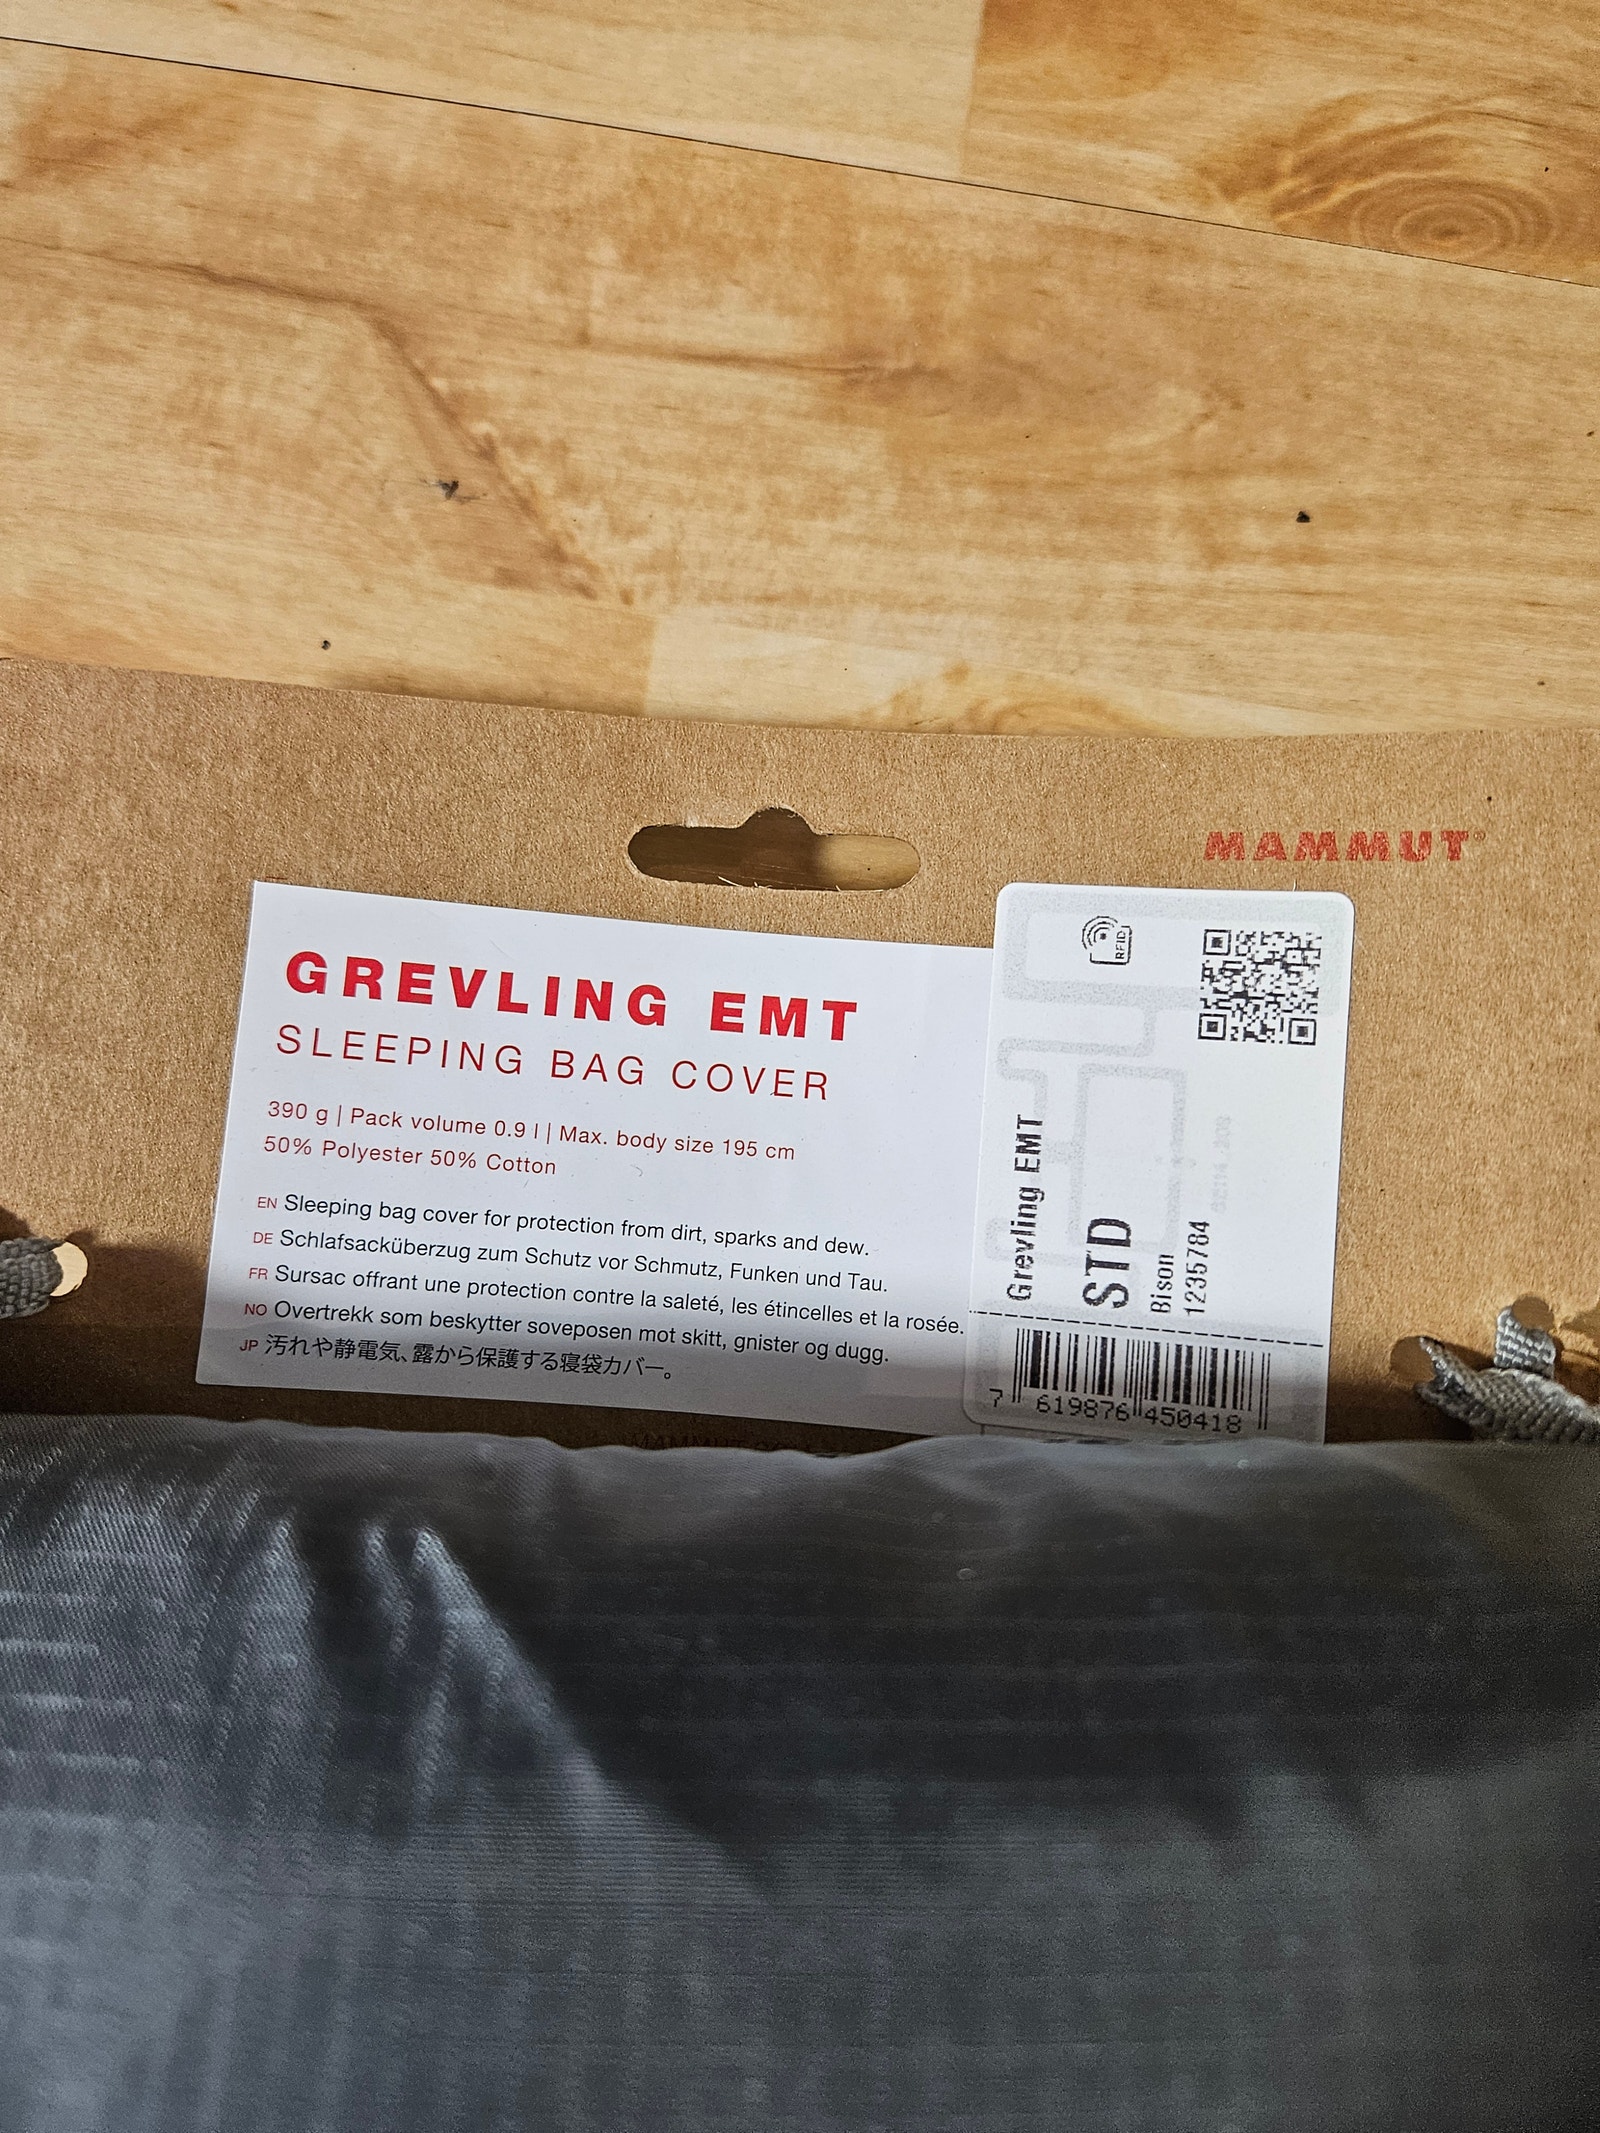 MAMMUT
GREVLING EMT
SLEEPING BAG COVER
390 g | Pack volume 0.9 l | Max. body size 195 cm
50% Polyester 50% Cotton
EN Sleeping bag cover for protection from dirt, sparks and dew.
DE Schlafsacküberzug zum Schutz vor Schmutz, Funken und Tau.
FR Sursac offrant une protection contre la saleté, les étincelles et la rosée.
NO Overtrekk som beskytter soveposen mot skitt, gnister og dugg.
JP 汚れや静電気、露から保護する寝袋カバー。
RFID
Grevling EMT
STD
Bison
12357​84
7 619876 450418